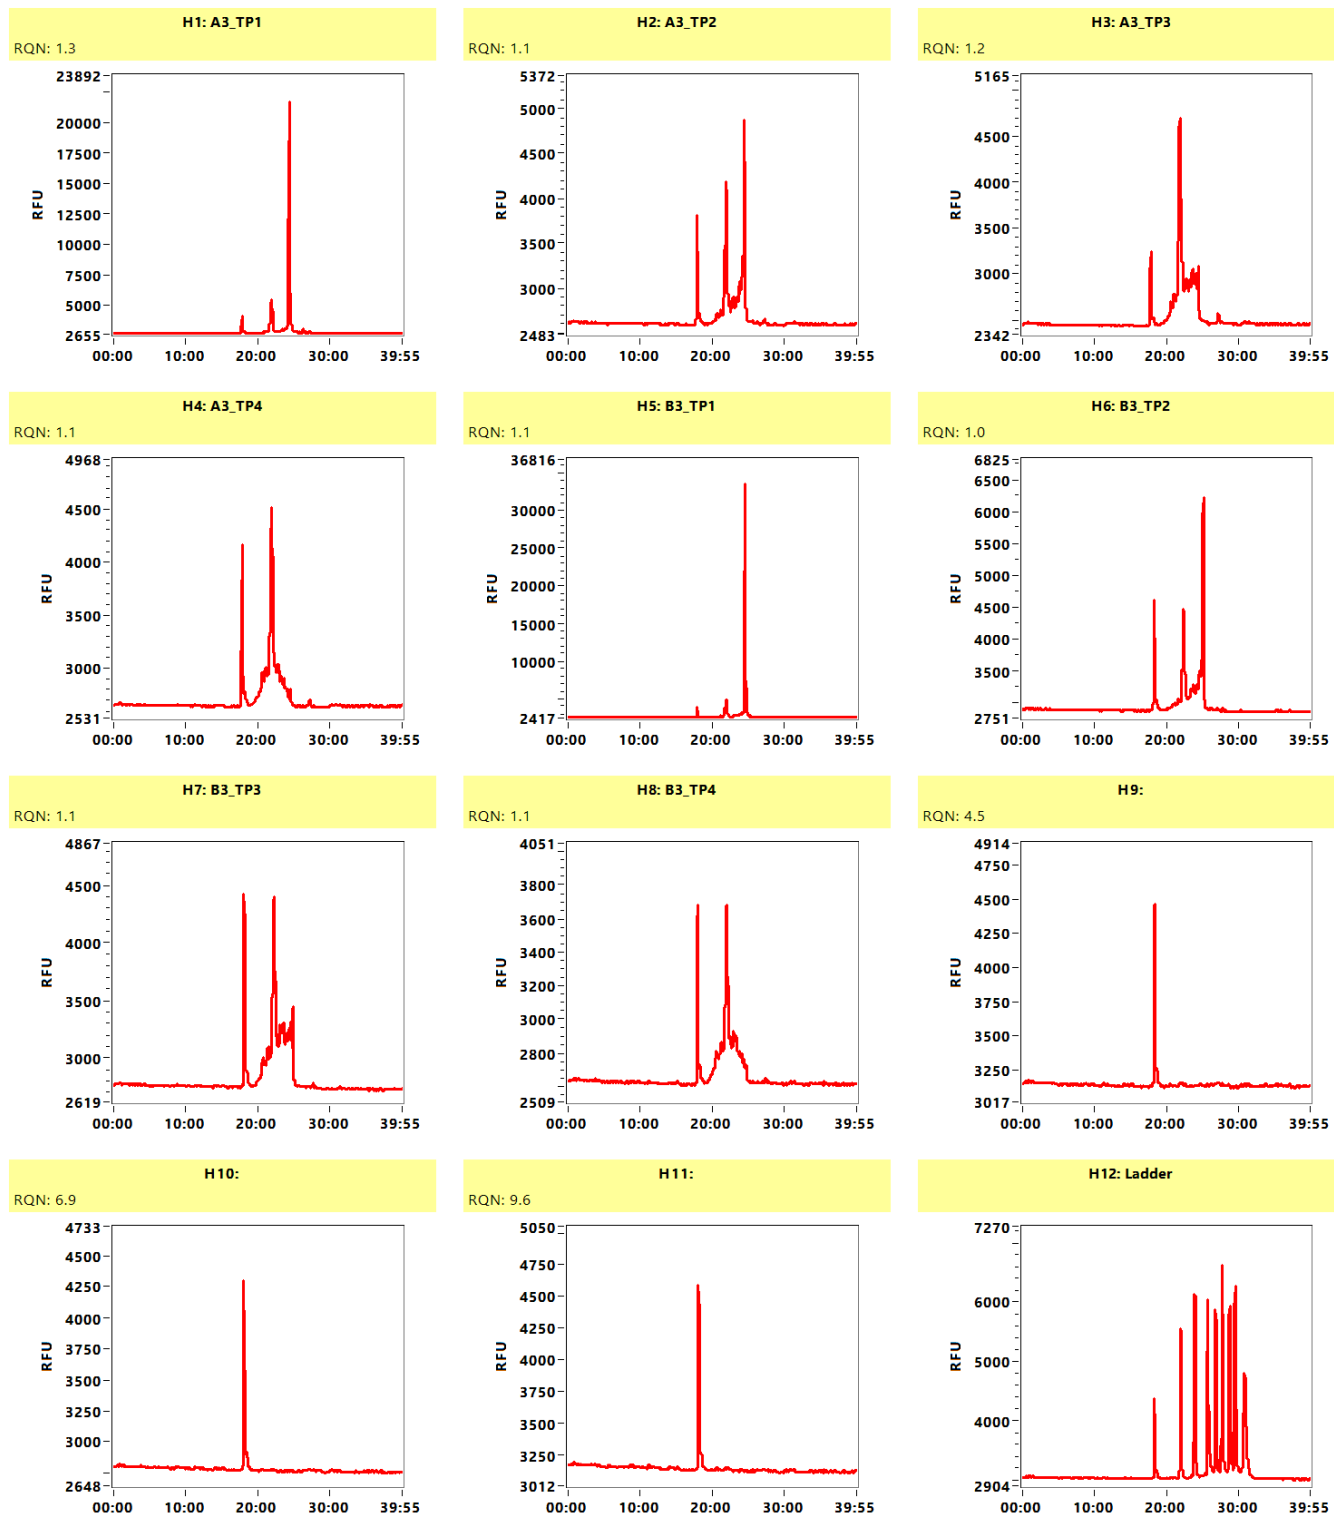 H1: A3_TP1
RQN: 1.3
23892
20000
17500
15000
12500
10000
7500
5000
2655
RFU
00:00 10:00 20:00 30:00 39:55
H2: A3_TP2
RQN: 1.1
5372
5000
4500
4000
3500
3000
2483
RFU
00:00 10:00 20:00 30:00 39:55
H3: A3_TP3
RQN: 1.2
5165
4500
4000
3500
3000
2342
RFU
00:00 10:00 20:00 30:00 39:55
H4: A3_TP4
RQN: 1.1
4968
4500
4000
3500
3000
2531
RFU
00:00 10:00 20:00 30:00 39:55
H5: B3_TP1
RQN: 1.1
36816
30000
25000
20000
15000
10000
2417
RFU
00:00 10:00 20:00 30:00 39:55
H6: B3_TP2
RQN: 1.0
6825
6500
6000
5500
5000
4500
4000
3500
2751
RFU
00:00 10:00 20:00 30:00 39:55
H7: B3_TP3
RQN: 1.1
4867
4500
4000
3500
3000
2619
RFU
00:00 10:00 20:00 30:00 39:55
H8: B3_TP4
RQN: 1.1
4051
3800
3600
3400
3200
3000
2800
2509
RFU
00:00 10:00 20:00 30:00 39:55
H9:
RQN: 4.5
4914
4750
4500
4250
4000
3750
3500
3250
3017
RFU
00:00 10:00 20:00 30:00 39:55
H10:
RQN: 6.9
4733
4500
4250
4000
3750
3500
3250
3000
2648
RFU
00:00 10:00 20:00 30:00 39:55
H11:
RQN: 9.6
5050
4750
4500
4250
4000
3750
3500
3250
3012
RFU
00:00 10:00 20:00 30:00 39:55
H12: Ladder
7270
6000
5000
4000
2904
RFU
00:00 10:00 20:00 30:00 39:55